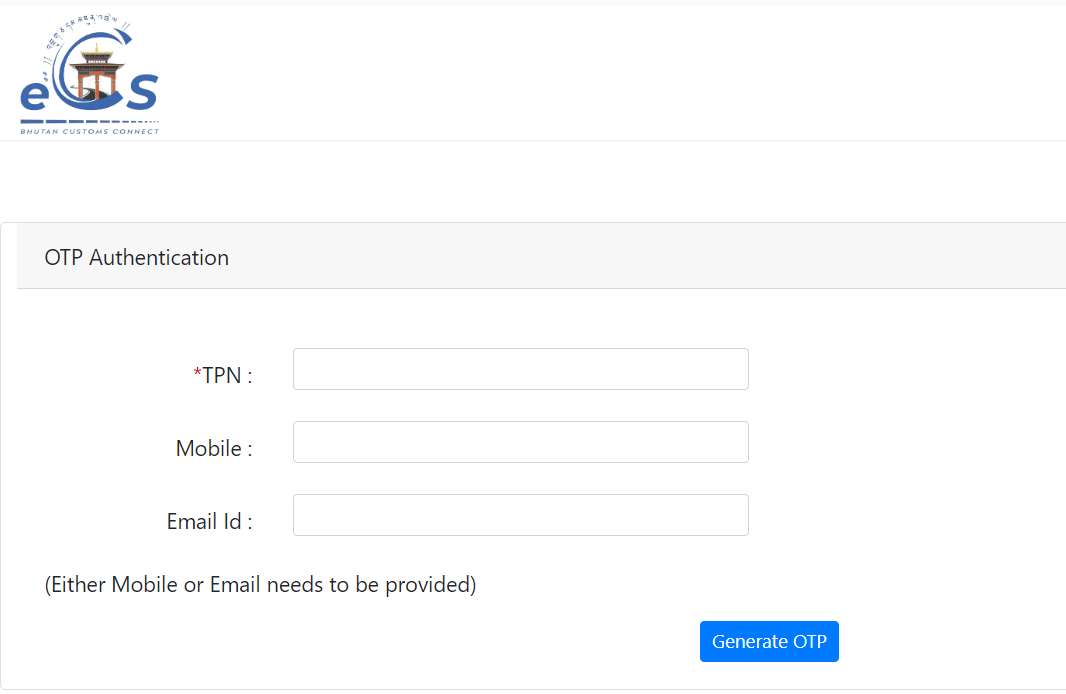 eCS
BHUTAN CUSTOMS CONNECT
OTP Authentication
*TPN :
Mobile :
Email Id :
(Either Mobile or Email needs to be provided)
Generate OTP